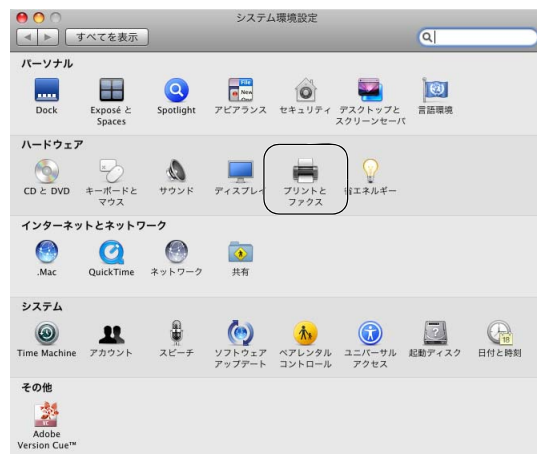 システム環境設定
すべてを表示
パーソナル
Dock
Exposé と
Spaces
Spotlight
アピアランス
セキュリティ
デスクトップと
スクリーンセーバ
言語環境
ハードウェア
CD と DVD
キーボードと
マウス
サウンド
ディスプレイ
プリントと
ファクス
省エネルギー
インターネットとネットワーク
.Mac
QuickTime
ネットワーク
共有
システム
Time Machine
アカウント
スピーチ
ソフトウェア
アップデート
ペアレンタル
コントロール
ユニバーサル
アクセス
起動ディスク
日付と時刻
その他
Adobe
Version Cue™